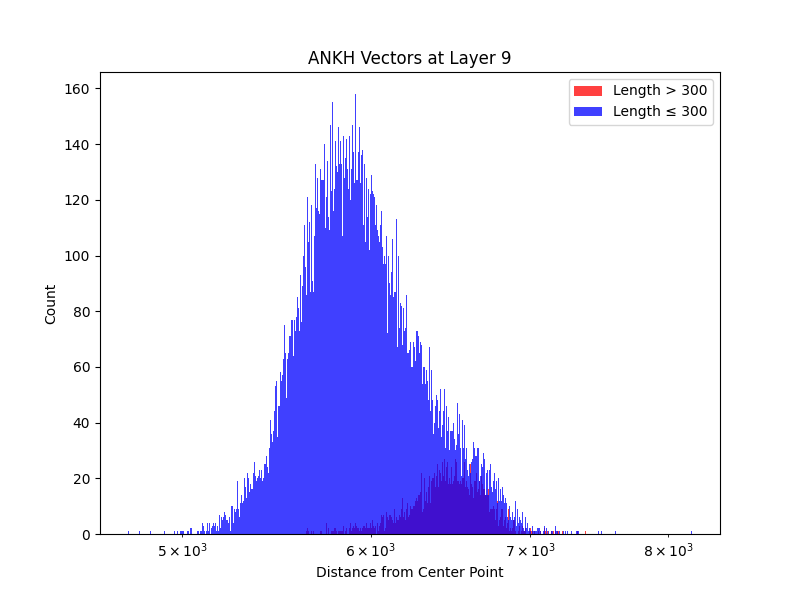 ANKH Vectors at Layer 9
Length > 300
Length ≤ 300
160
140
120
100
80
60
40
20
0
Count
5 × 10³
6 × 10³
7 × 10³
8 × 10³
Distance from Center Point